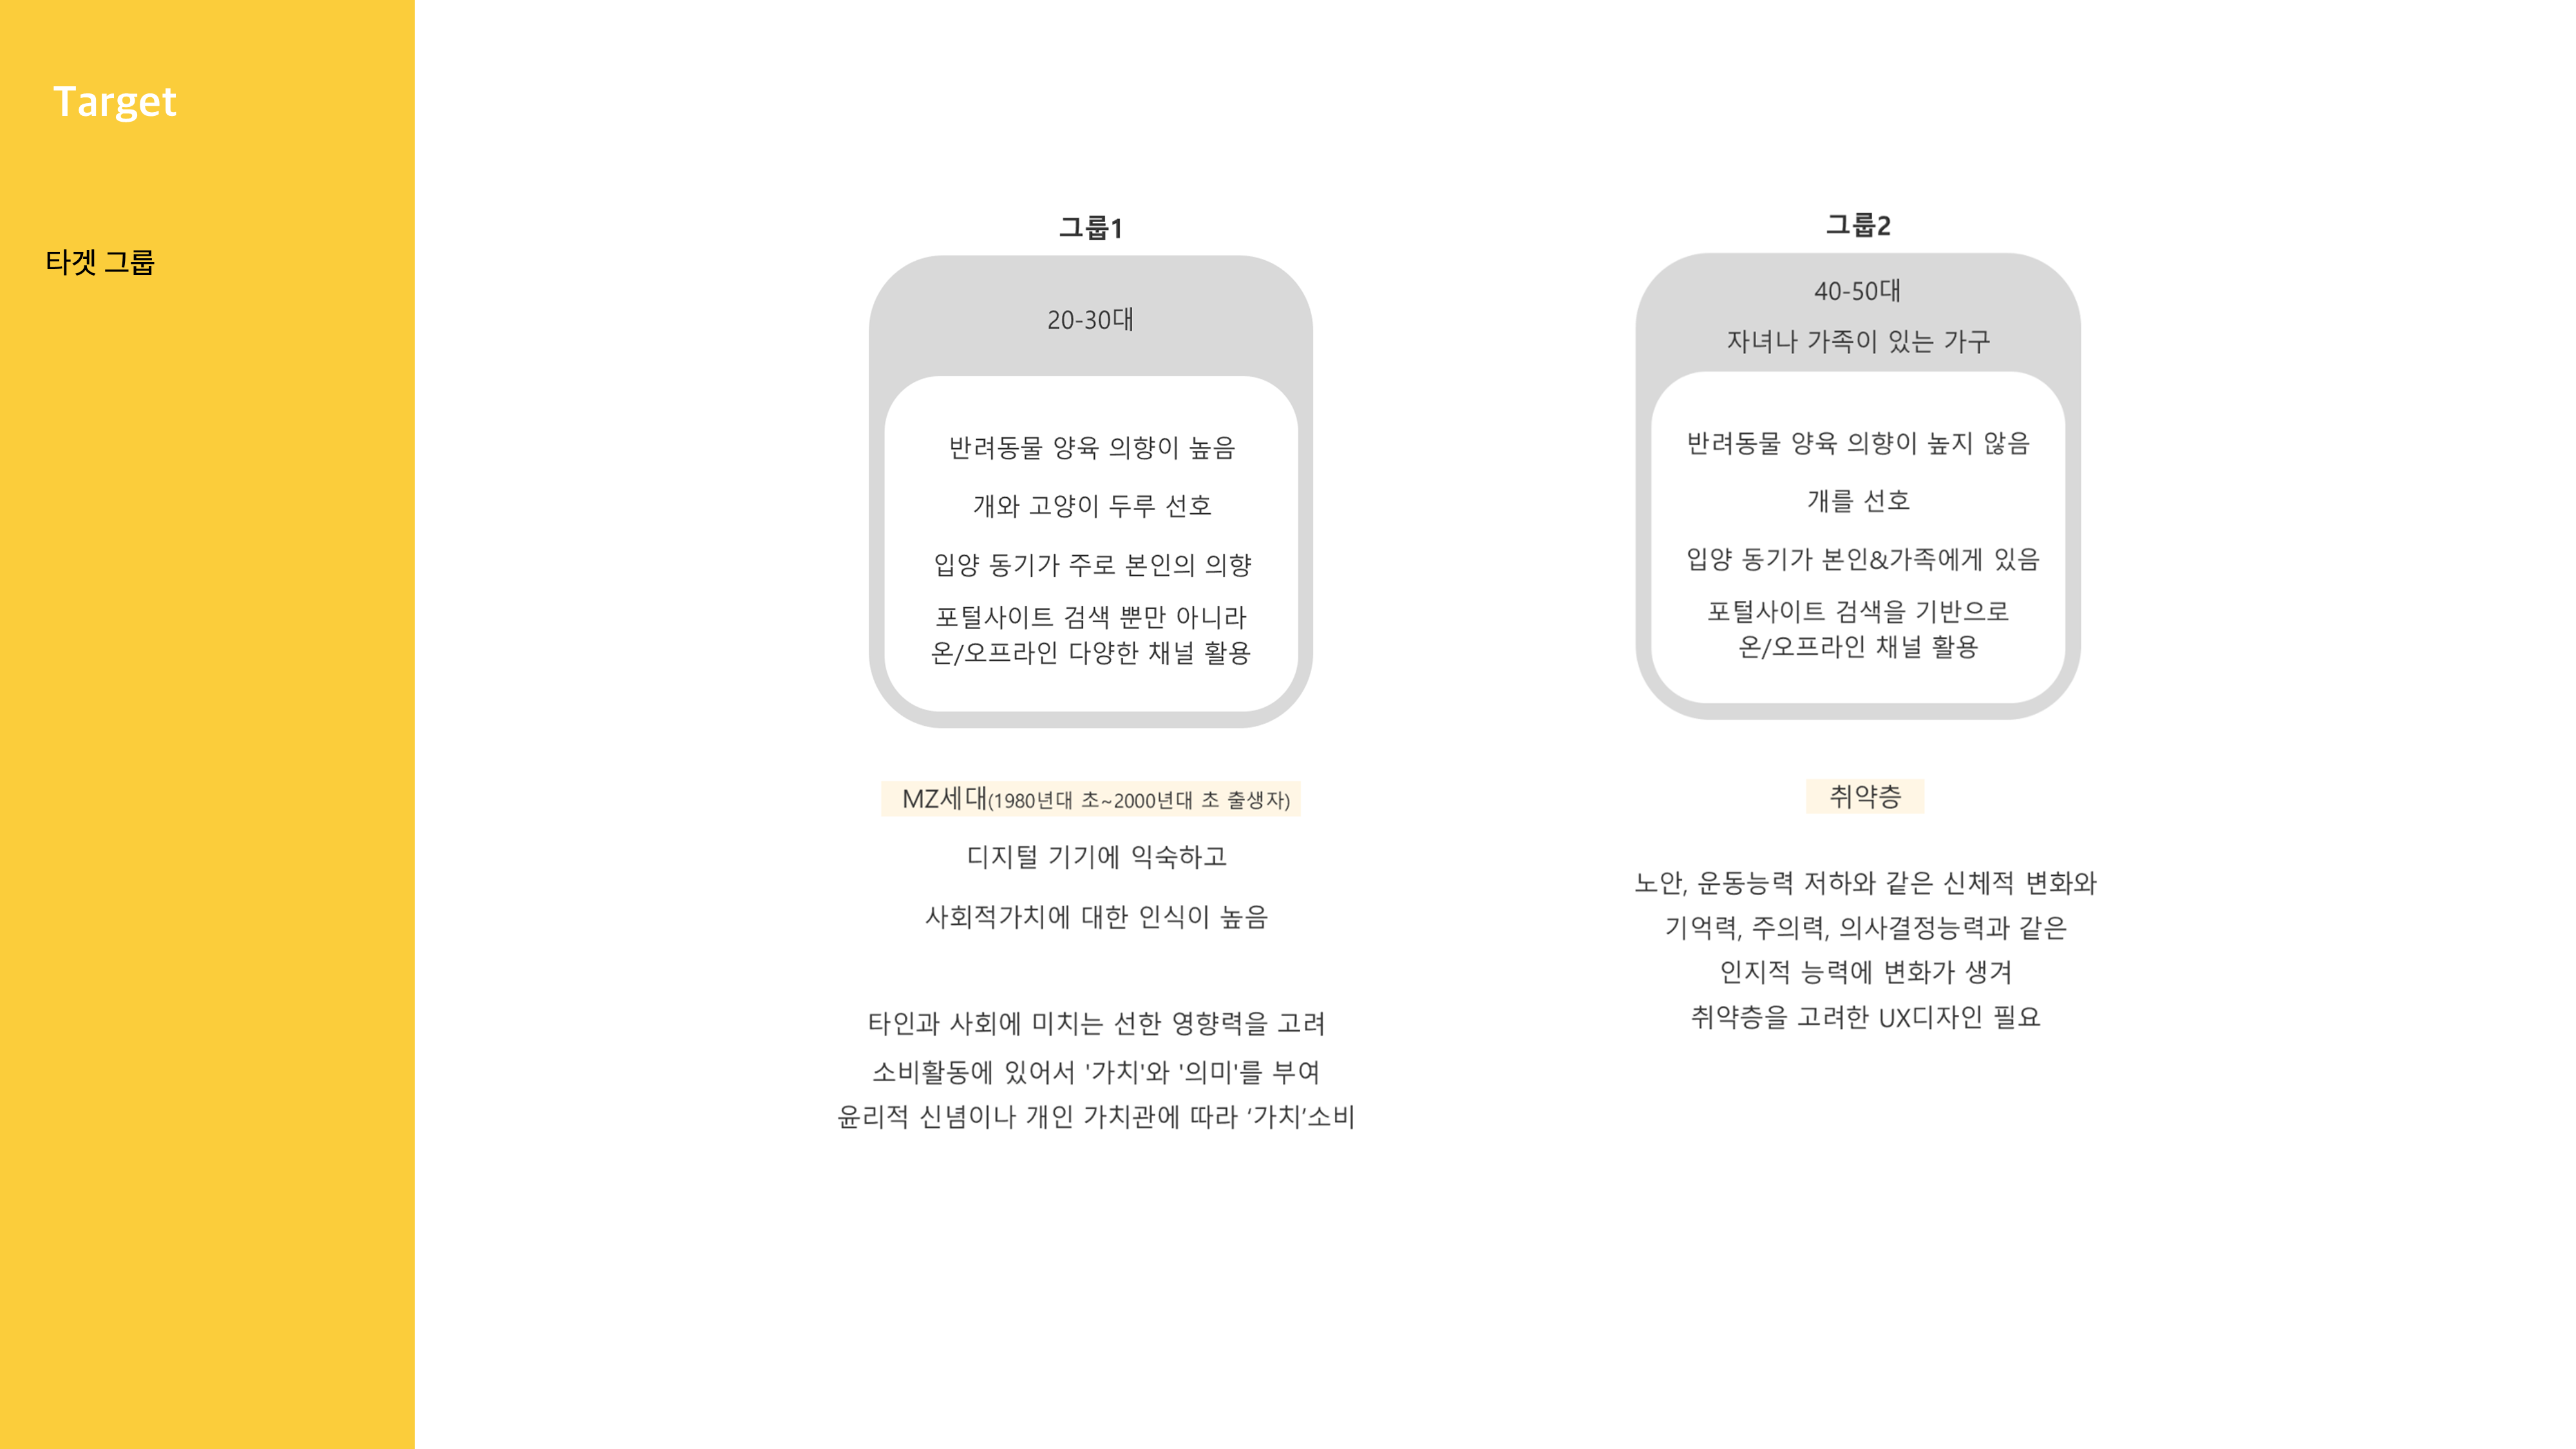 Target
타겟 그룹
그룹1
20-30대
반려동물 양육 의향이 높음
개와 고양이 두루 선호
입양 동기가 주로 본인의 의향
포털사이트 검색 뿐만 아니라
온/오프라인 다양한 채널 활용
MZ세대(1980년대 초~2000년대 초 출생자)
디지털 기기에 익숙하고
사회적가치에 대한 인식이 높음
타인과 사회에 미치는 선한 영향력을 고려
소비활동에 있어서 '가치'와 '의미'를 부여
윤리적 신념이나 개인 가치관에 따라 ‘가치’소비
그룹2
40-50대
자녀나 가족이 있는 가구
반려동물 양육 의향이 높지 않음
개를 선호
입양 동기가 본인&가족에게 있음
포털사이트 검색을 기반으로
온/오프라인 채널 활용
취약층
노안, 운동능력 저하와 같은 신체적 변화와
기억력, 주의력, 의사결정능력과 같은
인지적 능력에 변화가 생겨
취약층을 고려한 UX디자인 필요